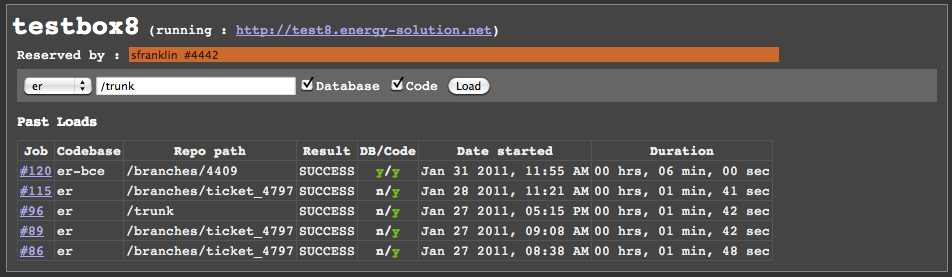 testbox8 (running : http://test8.energy-solution.net)
Reserved by : sfranklin #4442
er /trunk Database Code Load
Past Loads
Job Codebase Repo path Result DB/Code Date started Duration
#120 er-bce /branches/4409 SUCCESS y/y Jan 31 2011, 11:55 AM 00 hrs, 06 min, 00 sec
#115 er /branches/ticket_4797 SUCCESS n/y Jan 28 2011, 11:21 AM 00 hrs, 01 min, 41 sec
#96 er /trunk SUCCESS n/y Jan 27 2011, 05:15 PM 00 hrs, 01 min, 42 sec
#89 er /branches/ticket_4797 SUCCESS n/y Jan 27 2011, 09:08 AM 00 hrs, 01 min, 42 sec
#86 er /branches/ticket_4797 SUCCESS n/y Jan 27 2011, 08:38 AM 00 hrs, 01 min, 48 sec